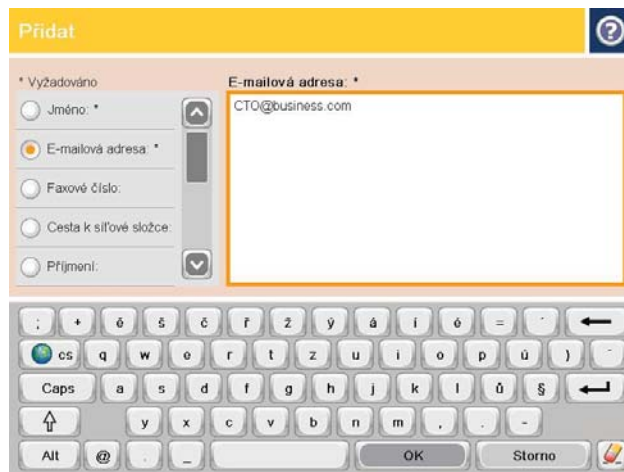 Přidat
?
* Vyžadováno
E-mailová adresa: *
Jméno: *
CTO@business.com
E-mailová adresa: *
Faxové číslo:
Cesta k síťové složce:
Příjmení:
; + ě š č ř ž ý á í é = ´
cs q w e r t z u i o p ú )
Caps a s d f g h j k l ů §
y x c v b n m , . -
Alt @ . _ OK Storno